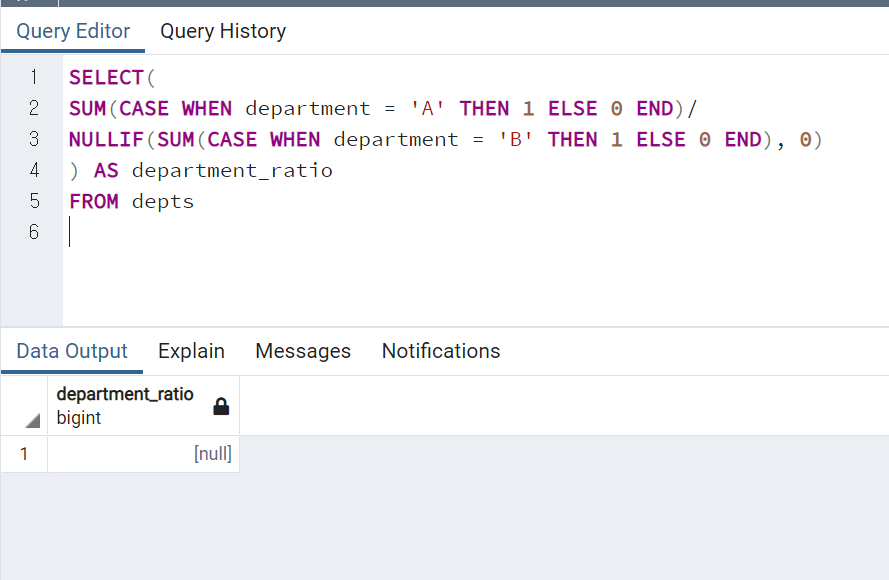 Query Editor Query History
1 SELECT(
2 SUM(CASE WHEN department = 'A' THEN 1 ELSE 0 END)/
3 NULLIF(SUM(CASE WHEN department = 'B' THEN 1 ELSE 0 END), 0)
4 ) AS department_ratio
5 FROM depts
6
Data Output Explain Messages Notifications
department_ratio
bigint
1 [null]